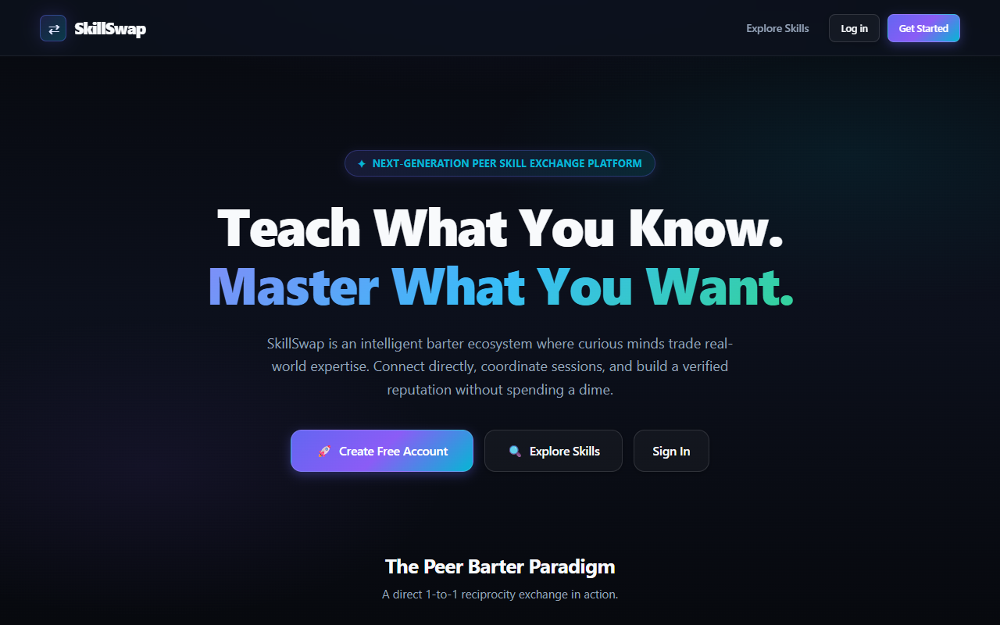 SkillSwap
Explore Skills
Log in
Get Started
✦ NEXT-GENERATION PEER SKILL EXCHANGE PLATFORM
Teach What You Know.
Master What You Want.
SkillSwap is an intelligent barter ecosystem where curious minds trade real-
world expertise. Connect directly, coordinate sessions, and build a verified
reputation without spending a dime.
🚀 Create Free Account
🔍 Explore Skills
Sign In
The Peer Barter Paradigm
A direct 1-to-1 reciprocity exchange in action.